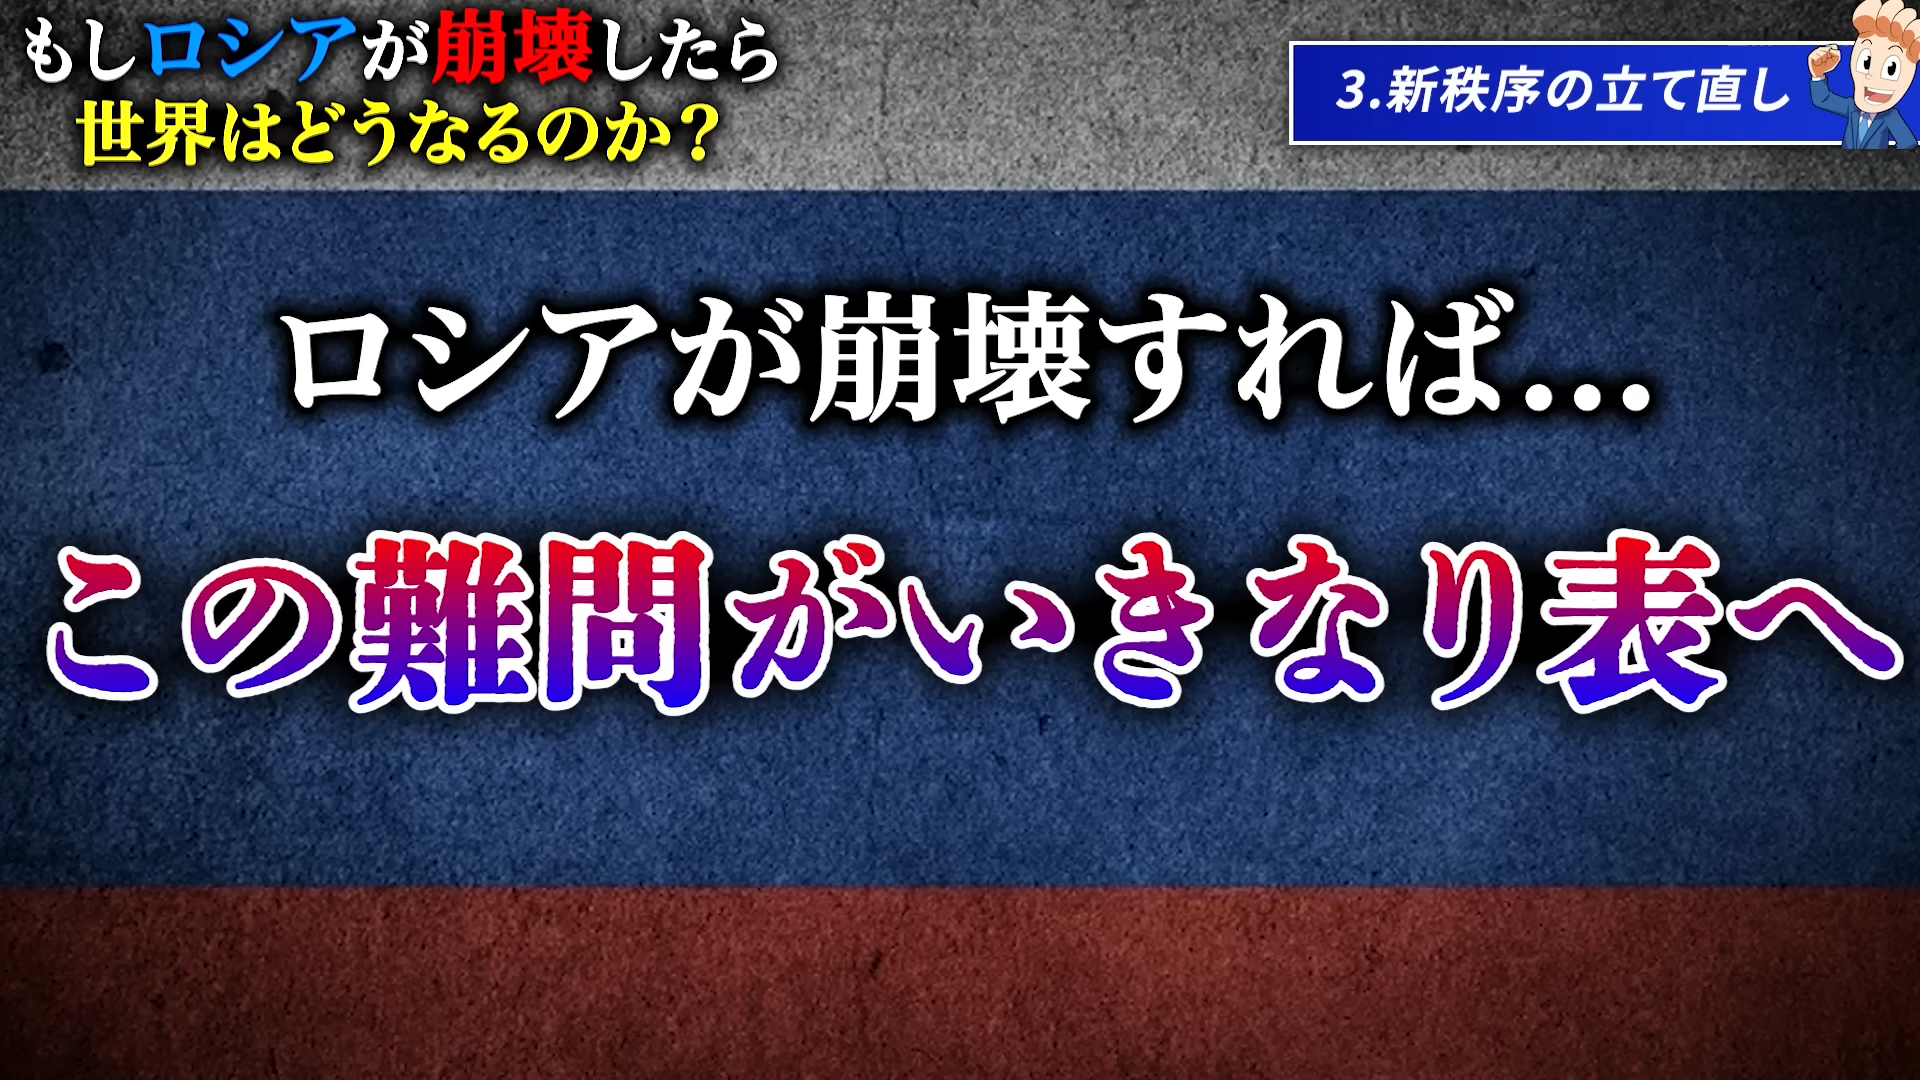 もしロシアが崩壊したら
世界はどうなるのか？
3.新秩序の立て直し
ロシアが崩壊すれば…
この難問がいきなり表へ